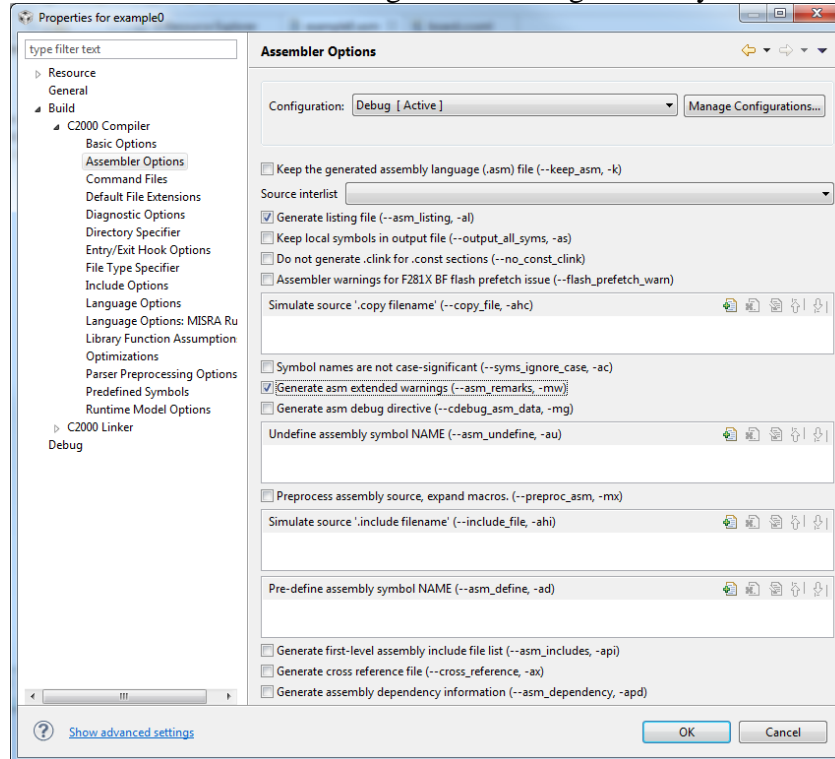 Properties for example0
type filter text
Resource
General
Build
C2000 Compiler
Basic Options
Assembler Options
Command Files
Default File Extensions
Diagnostic Options
Directory Specifier
Entry/Exit Hook Options
File Type Specifier
Include Options
Language Options
Language Options: MISRA Ru
Library Function Assumption
Optimizations
Parser Preprocessing Options
Predefined Symbols
Runtime Model Options
C2000 Linker
Debug
Assembler Options
Configuration: Debug [ Active ] Manage Configurations...
Keep the generated assembly language (.asm) file (--keep_asm, -k)
Source interlist
Generate listing file (--asm_listing, -al)
Keep local symbols in output file (--output_all_syms, -as)
Do not generate .clink for .const sections (--no_const_clink)
Assembler warnings for F281X BF flash prefetch issue (--flash_prefetch_warn)
Simulate source '.copy filename' (--copy_file, -ahc)
Symbol names are not case-significant (--syms_ignore_case, -ac)
Generate asm extended warnings (--asm_remarks, -mw)
Generate asm debug directive (--cdebug_asm_data, -mg)
Undefine assembly symbol NAME (--asm_undefine, -au)
Preprocess assembly source, expand macros. (--preproc_asm, -mx)
Simulate source '.include filename' (--include_file, -ahi)
Pre-define assembly symbol NAME (--asm_define, -ad)
Generate first-level assembly include file list (--asm_includes, -api)
Generate cross reference file (--cross_reference, -ax)
Generate assembly dependency information (--asm_dependency, -apd)
Show advanced settings
OK Cancel